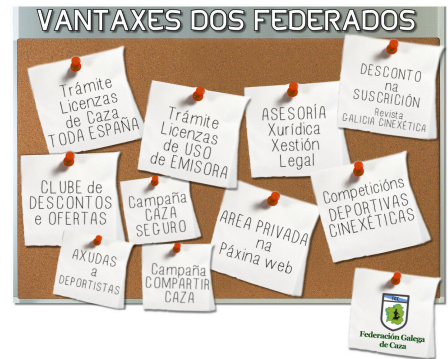 VANTAXES DOS FEDERADOS
Trámite
Licenzas
de Caza
TODA ESPAÑA
Trámite
Licenzas
de USO
de EMISORA
ASESORÍA
Xurídica
Xestión
Legal
DESCONTO
na
SUSCRICIÓN
Revista
GALICIA CINEXÉTICA
CLUBE de
DESCONTOS
e OFERTAS
Campaña
CAZA
SEGURO
AREA PRIVADA
na
Páxina web
Competicións
DEPORTIVAS
CINEXÉTICAS
AXUDAS
a
DEPORTISTAS
Campaña
COMPARTIR
CAZA
Federación Galega
de Caza